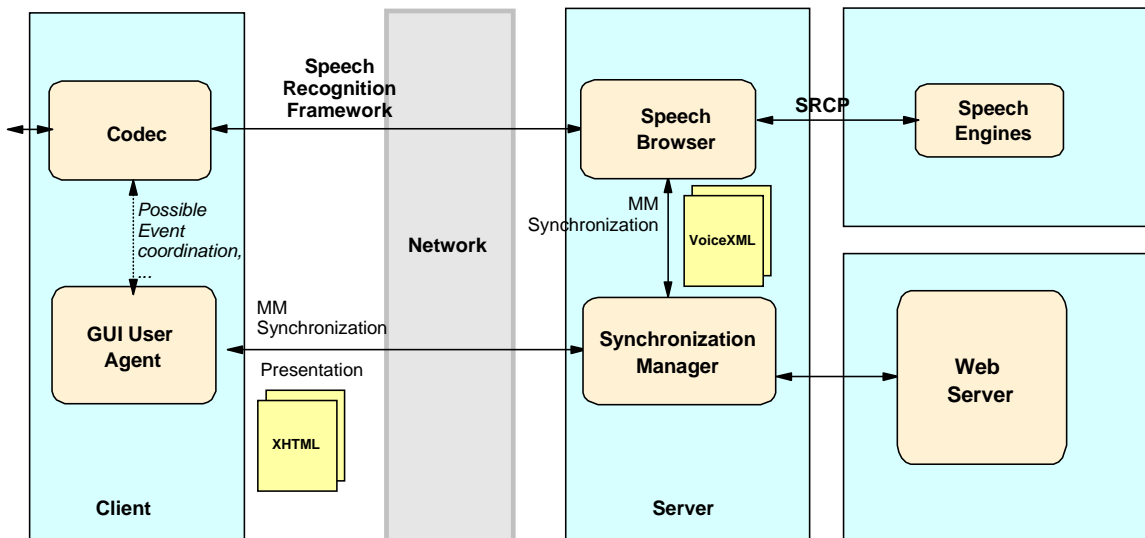 Speech
Recognition
Framework
Codec
Speech
Browser
SRCP
Speech
Engines
Possible
Event
coordination,
...
MM
Synchronization
VoiceXML
Network
GUI User
Agent
MM
Synchronization
Synchronization
Manager
Presentation
XHTML
Web
Server
Client
Server